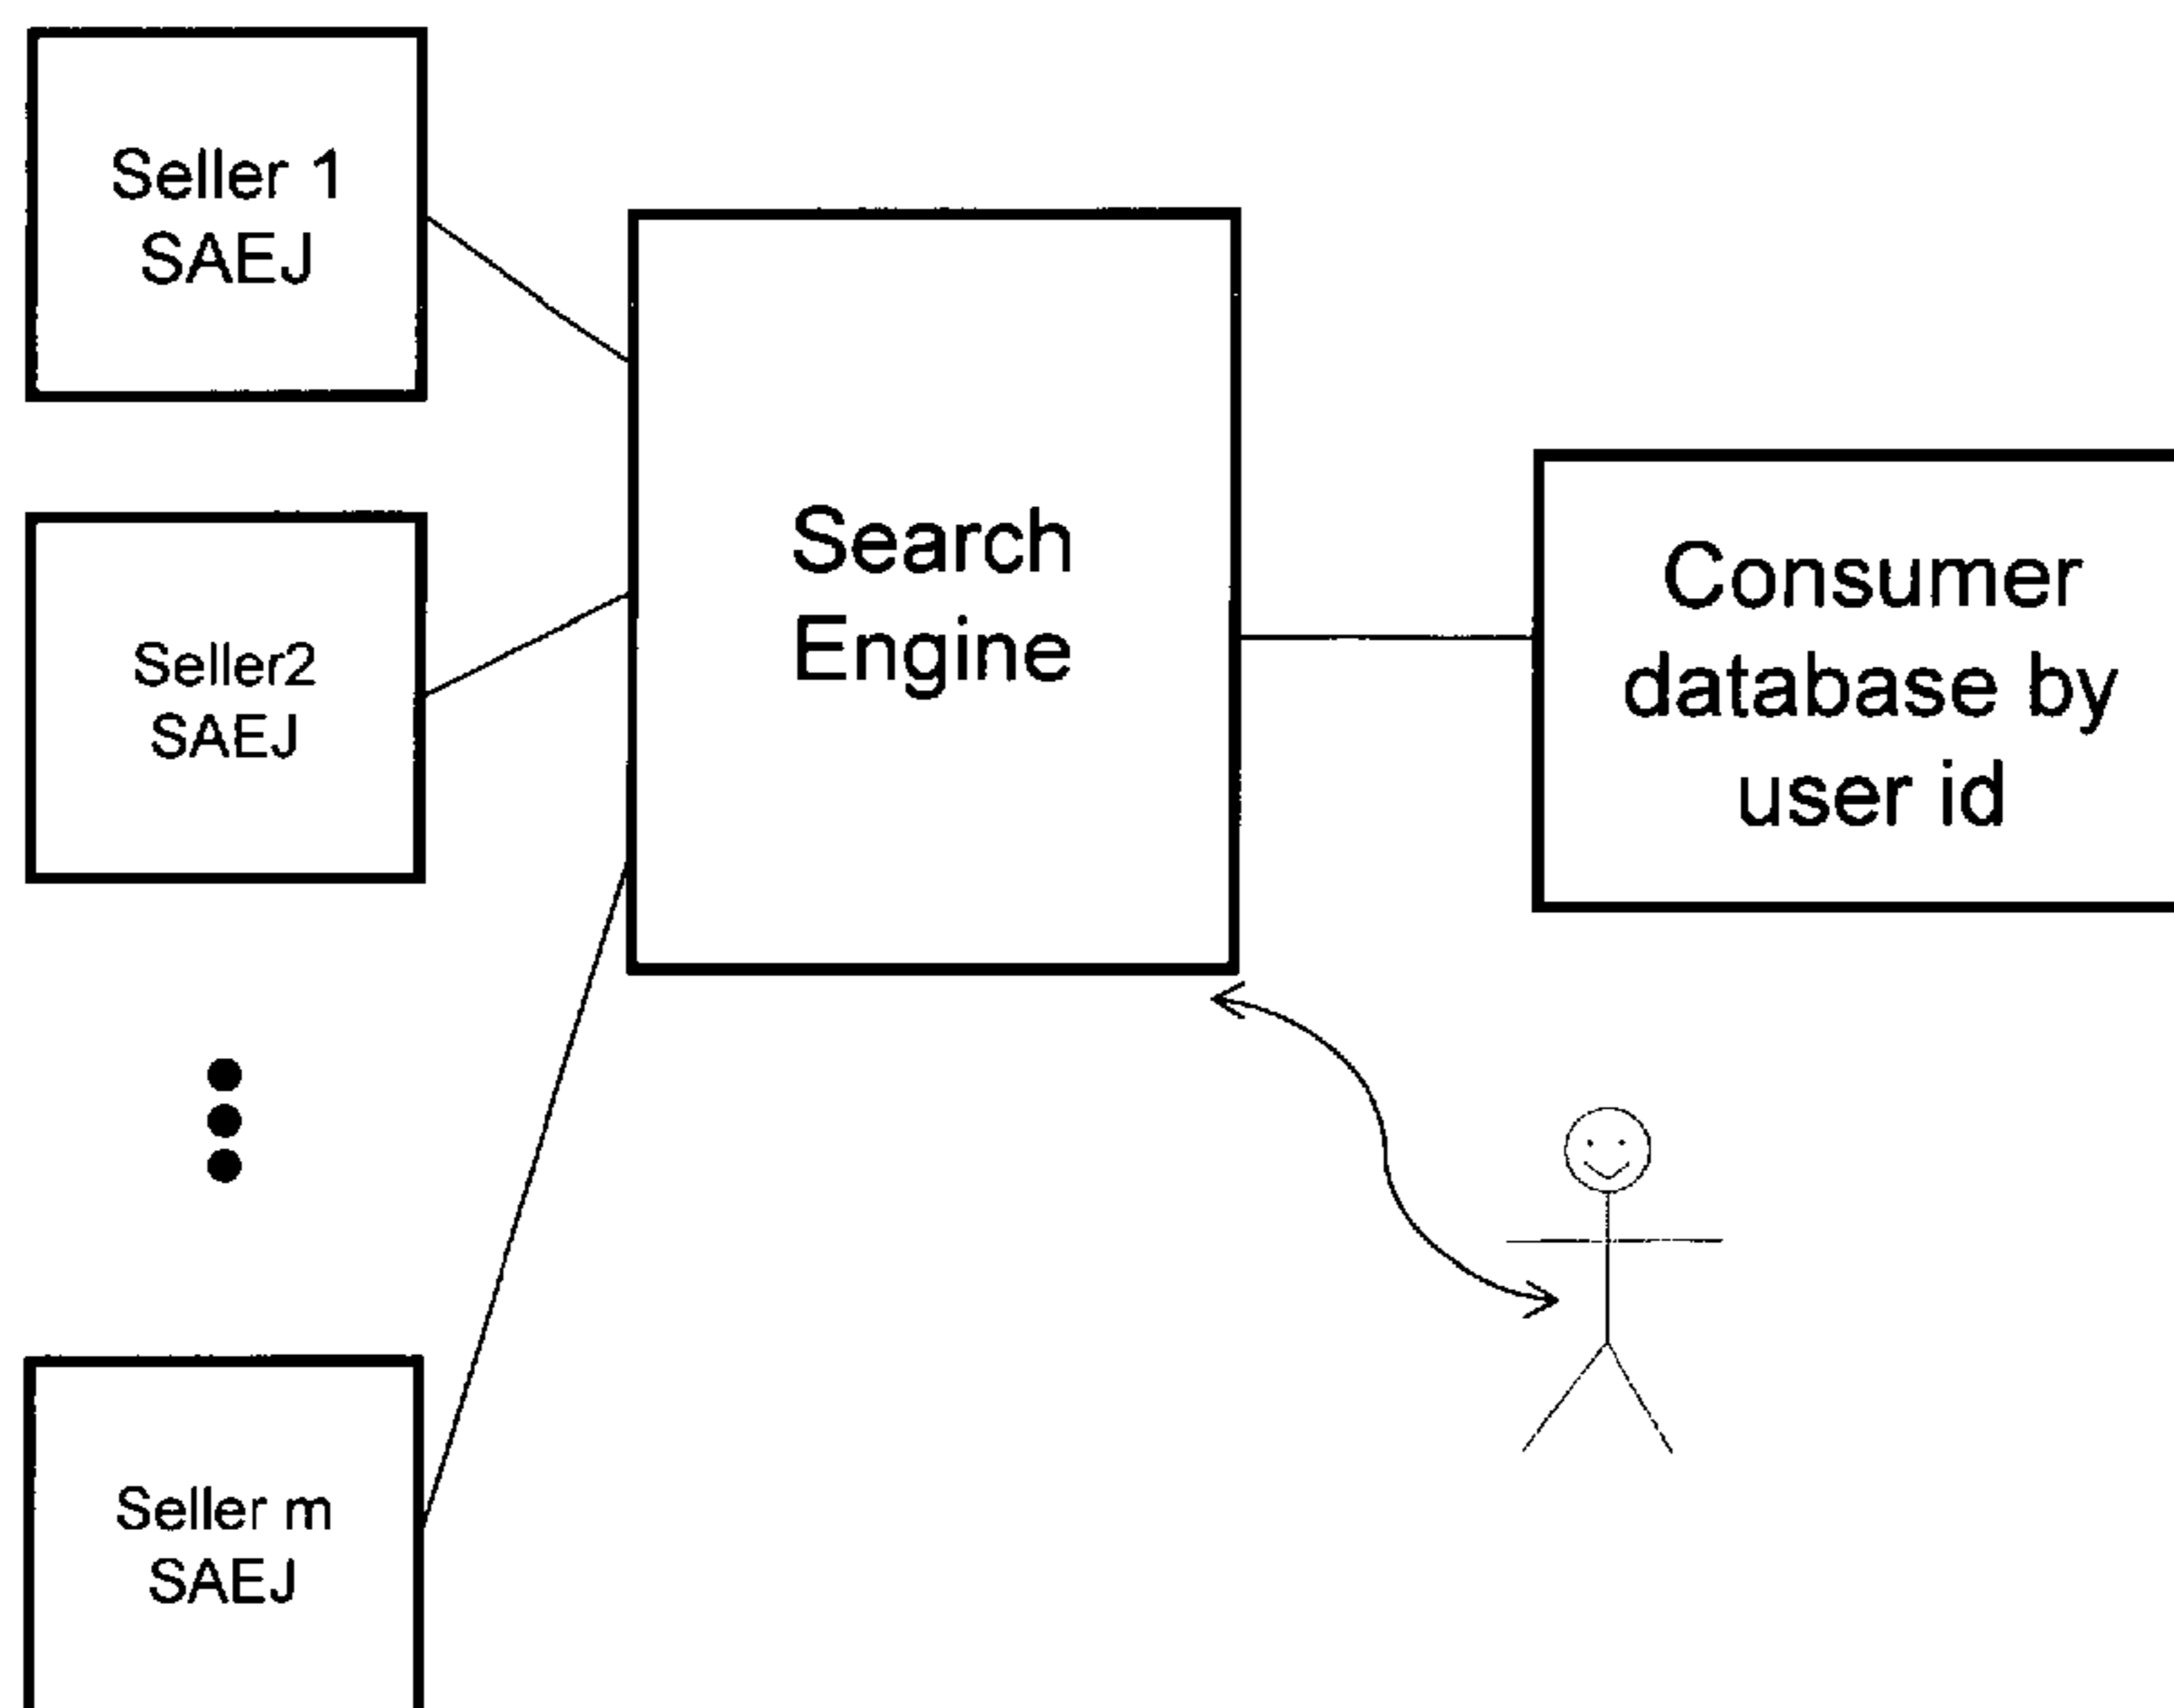 Seller 1
SAEJ
Seller2
SAEJ
Seller m
SAEJ
Search
Engine
Consumer
database by
user id